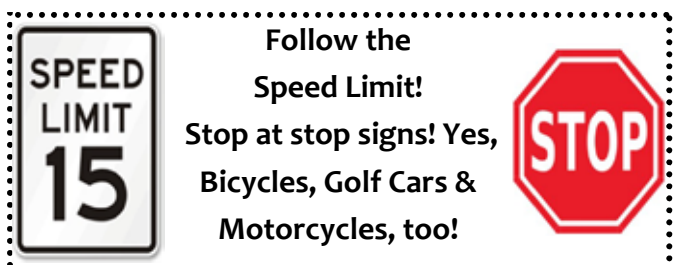 SPEED
LIMIT
15
Follow the
Speed Limit!
Stop at stop signs! Yes,
Bicycles, Golf Cars &
Motorcycles, too!
STOP